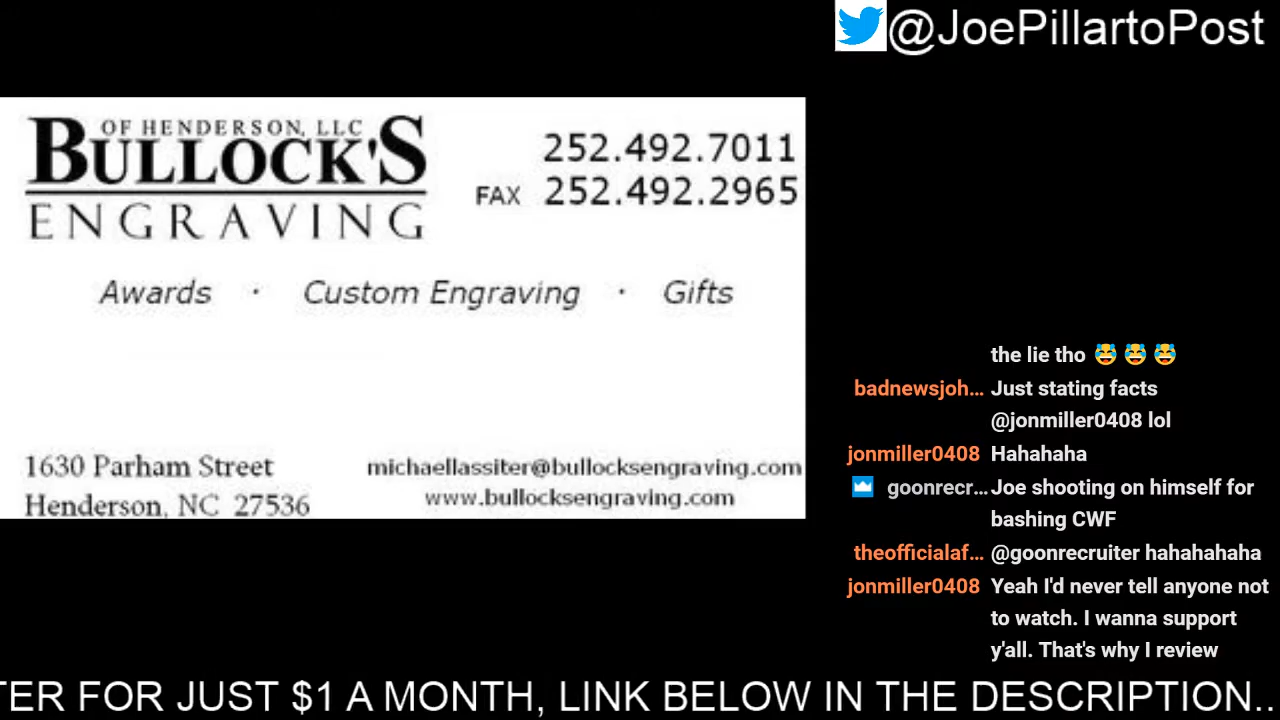 @JoePillartoPost
OF HENDERSON, LLC
BULLOCK'S
ENGRAVING
252.492.7011
FAX 252.492.2965
Awards · Custom Engraving · Gifts
1630 Parham Street
Henderson, NC 27536
michaellassiter@bullocksengraving.com
www.bullocksengraving.com
the lie tho 😂 😂 😂
badnewsjoh… Just stating facts
@jonmiller0408 lol
jonmiller0408 Hahahaha
goonrecr… Joe shooting on himself for
bashing CWF
theofficialaf… @goonrecruiter hahahahaha
jonmiller0408 Yeah I'd never tell anyone not
to watch. I wanna support
y'all. That's why I review
TER FOR JUST $1 A MONTH, LINK BELOW IN THE DESCRIPTION..